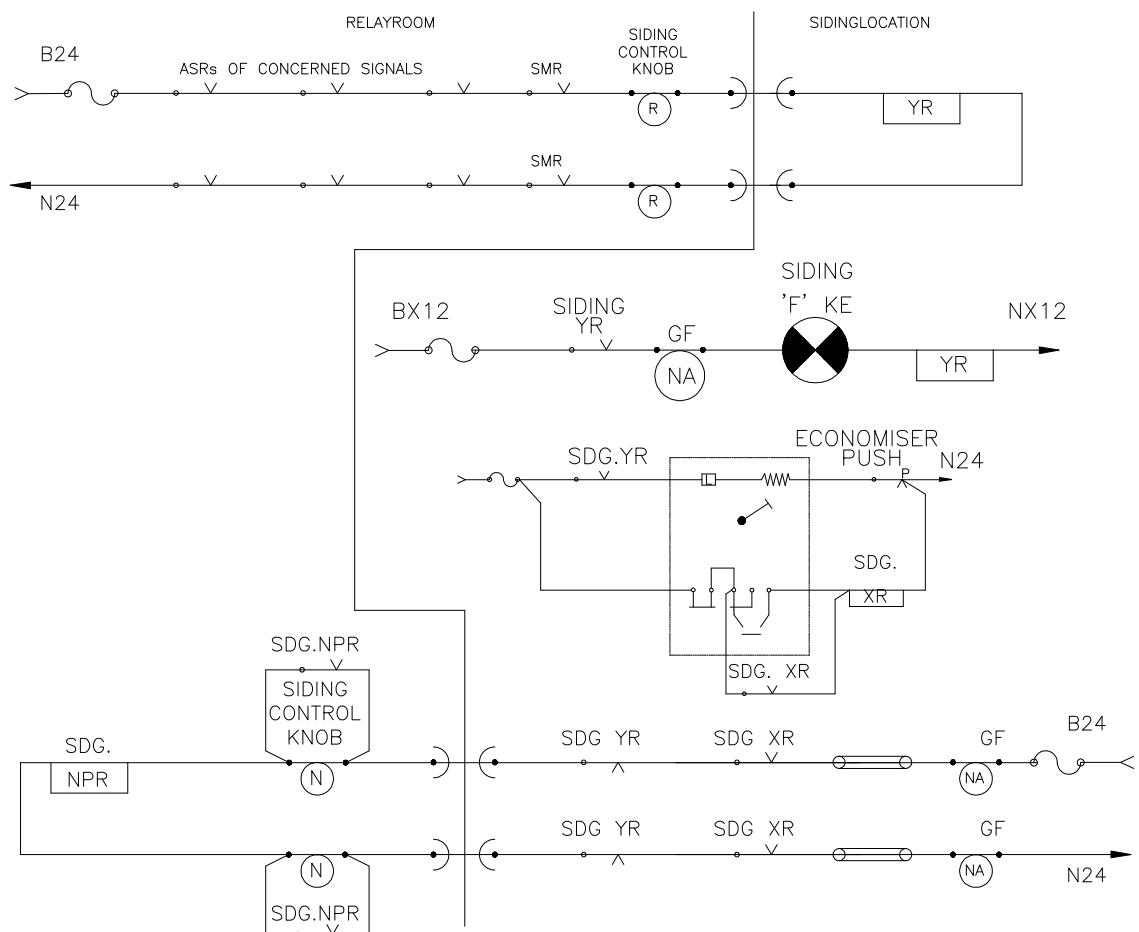 RELAYROOM
SIDINGLOCATION
B24
ASRs OF CONCERNED SIGNALS
SMR
SIDING
CONTROL
KNOB
R
YR
N24
SMR
R
BX12
SIDING
YR
GF
NA
SIDING
'F' KE
NX12
YR
SDG.YR
ECONOMISER
PUSH
P
N24
L
SDG.
XR
SDG. XR
SDG.NPR
SIDING
CONTROL
KNOB
SDG.
NPR
N
SDG YR
SDG XR
GF
NA
B24
N
SDG YR
SDG XR
GF
NA
N24
SDG.NPR